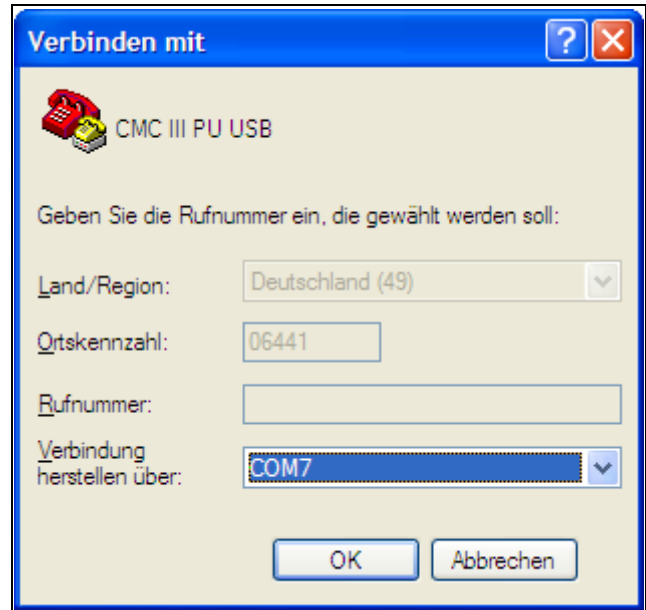 Verbinden mit
CMC III PU USB
Geben Sie die Rufnummer ein, die gewählt werden soll:
Land/Region: Deutschland (49)
Ortskennzahl: 06441
Rufnummer:
Verbindung
herstellen über: COM7
OK Abbrechen